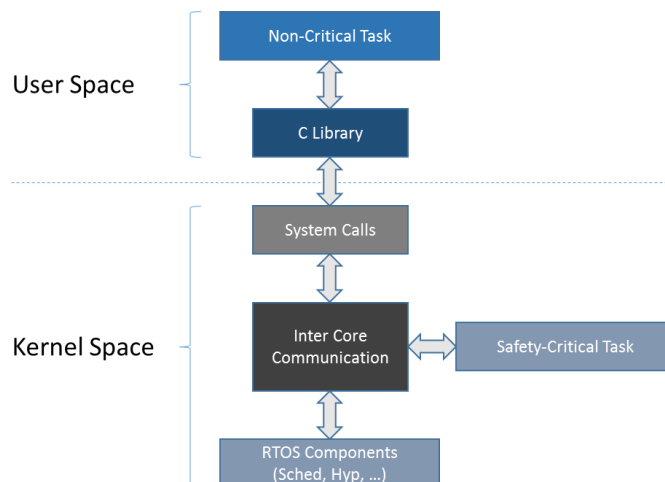 Non-Critical Task
User Space
C Library
System Calls
Inter Core
Communication
Kernel Space
Safety-Critical Task
RTOS Components
(Sched, Hyp, ...)